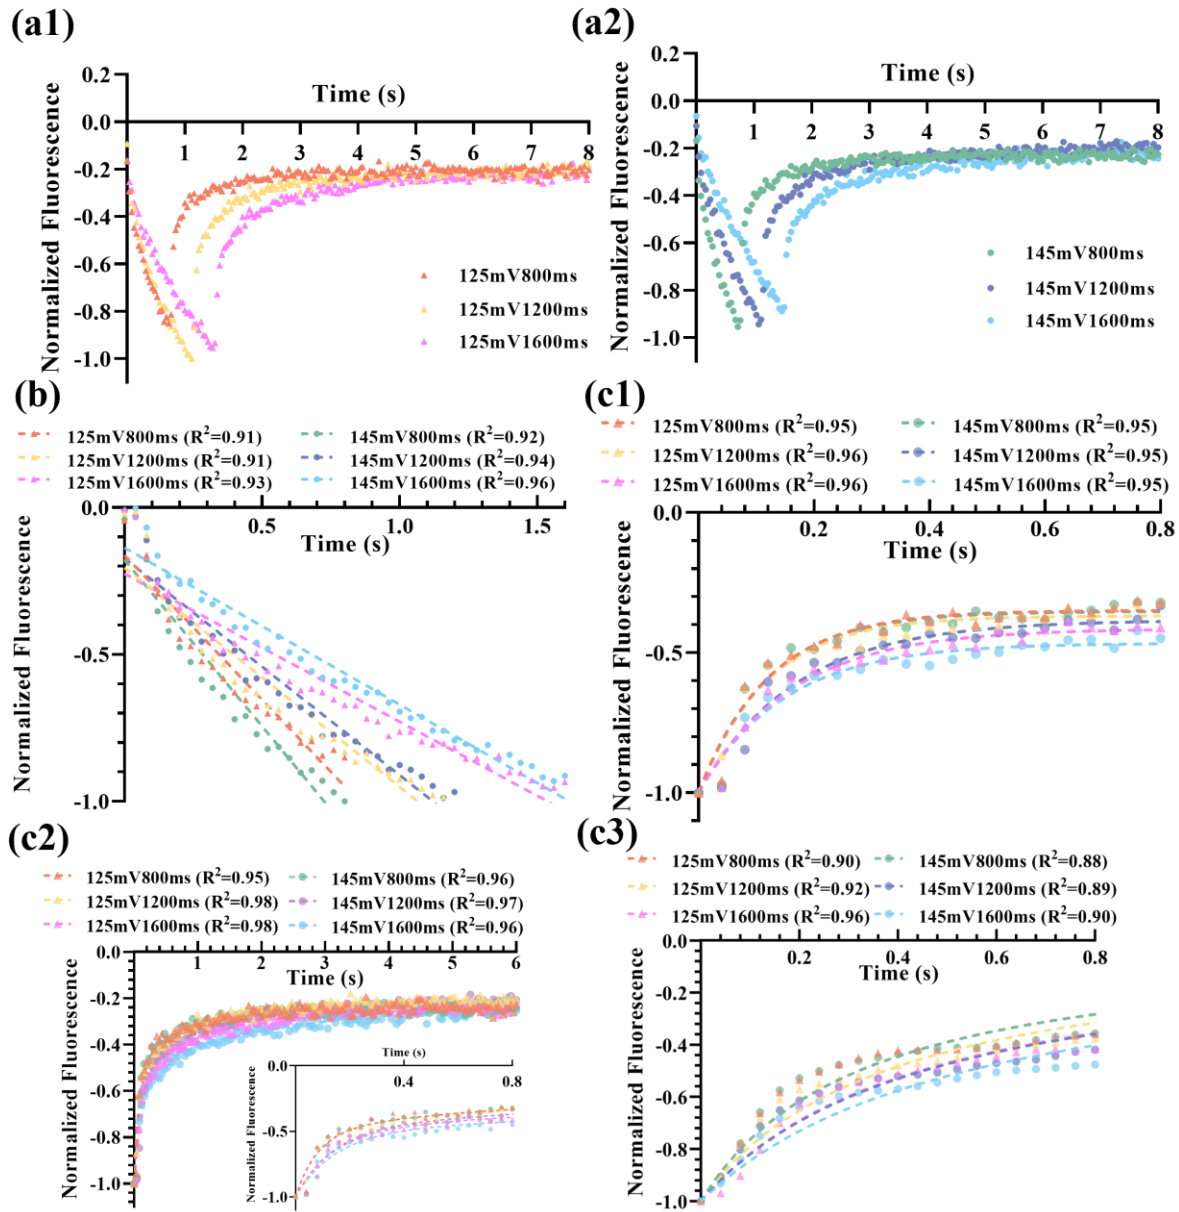 (a1)
Normalized Fluorescence
Time (s)
0.2
0.0
-0.2
-0.4
-0.6
-0.8
-1.0
1 2 3 4 5 6 7 8
125mV800ms
125mV1200ms
125mV1600ms
(a2)
Normalized Fluorescence
Time (s)
0.2
0.0
-0.2
-0.4
-0.6
-0.8
-1.0
1 2 3 4 5 6 7 8
145mV800ms
145mV1200ms
145mV1600ms
(b)
125mV800ms (R²=0.91) 145mV800ms (R²=0.92)
125mV1200ms (R²=0.91) 145mV1200ms (R²=0.94)
125mV1600ms (R²=0.93) 145mV1600ms (R²=0.96)
Normalized Fluorescence
0.0
-0.5
-1.0
0.5 1.0 1.5
Time (s)
(c1)
125mV800ms (R²=0.95) 145mV800ms (R²=0.95)
125mV1200ms (R²=0.96) 145mV1200ms (R²=0.95)
125mV1600ms (R²=0.96) 145mV1600ms (R²=0.95)
Normalized Fluorescence
0.0
-0.5
-1.0
0.2 0.4 0.6 0.8
Time (s)
(c2)
125mV800ms (R²=0.95) 145mV800ms (R²=0.96)
125mV1200ms (R²=0.98) 145mV1200ms (R²=0.97)
125mV1600ms (R²=0.98) 145mV1600ms (R²=0.96)
Normalized Fluorescence
0.0
-0.2
-0.4
-0.6
-0.8
-1.0
1 2 3 4 5 6
Time (s)
Time (s)
Normalized Fluorescence
0.0
-0.5
-1.0
0.4 0.8
(c3)
125mV800ms (R²=0.90) 145mV800ms (R²=0.88)
125mV1200ms (R²=0.92) 145mV1200ms (R²=0.89)
125mV1600ms (R²=0.96) 145mV1600ms (R²=0.90)
Normalized Fluorescence
0.0
-0.2
-0.4
-0.6
-0.8
-1.0
0.2 0.4 0.6 0.8
Time (s)